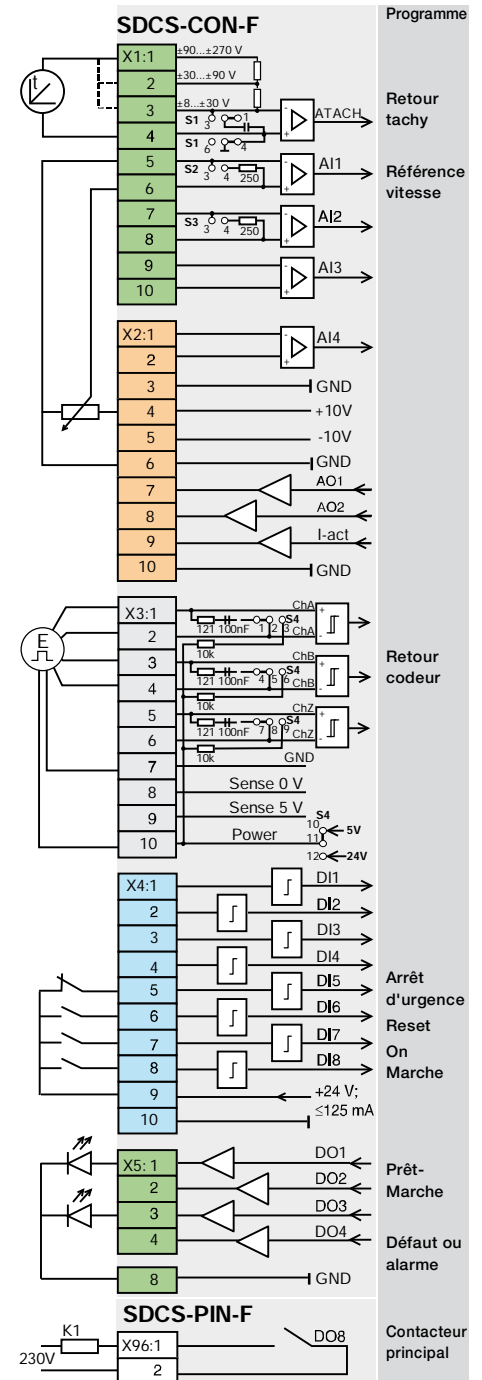 Programme
SDCS-CON-F
X1:1 ±90...±270 V
2 ±30...±90 V
t
3 ±8...±30 V
Retour
tachy
S1 3 1
ATACH
4
S1 6 4
5
S2 3 4 250
AI1
Référence
vitesse
6
7
S3 3 4 250
AI2
8
9
AI3
10
X2:1
AI4
2
3 GND
4 +10V
5 -10V
6 GND
7 AO1
8 AO2
9 I-act
10 GND
X3:1 ChA
121 100nF 1 2 3 S4
2 ChA
10k
E
3 ChB
121 100nF 4 5 6 S4
4 ChB
10k
Retour
codeur
5 ChZ
121 100nF 7 8 9 S4
6 ChZ
10k
7 GND
8 Sense 0 V
9 Sense 5 V
S4
10 5V
10 Power 11
12 24V
X4:1 DI1
2 DI2
3 DI3
4 DI4
5 DI5
Arrêt
d'urgence
6 DI6
Reset
7 DI7
On
8 DI8
Marche
9 +24 V;
≤125 mA
10
X5: 1 DO1
Prêt-
Marche
2 DO2
3 DO3
4 DO4
Défaut ou
alarme
8 GND
SDCS-PIN-F
K1
X96:1 DO8
Contacteur
principal
230V
2
- + - + - + - + - +
+ - + - + -